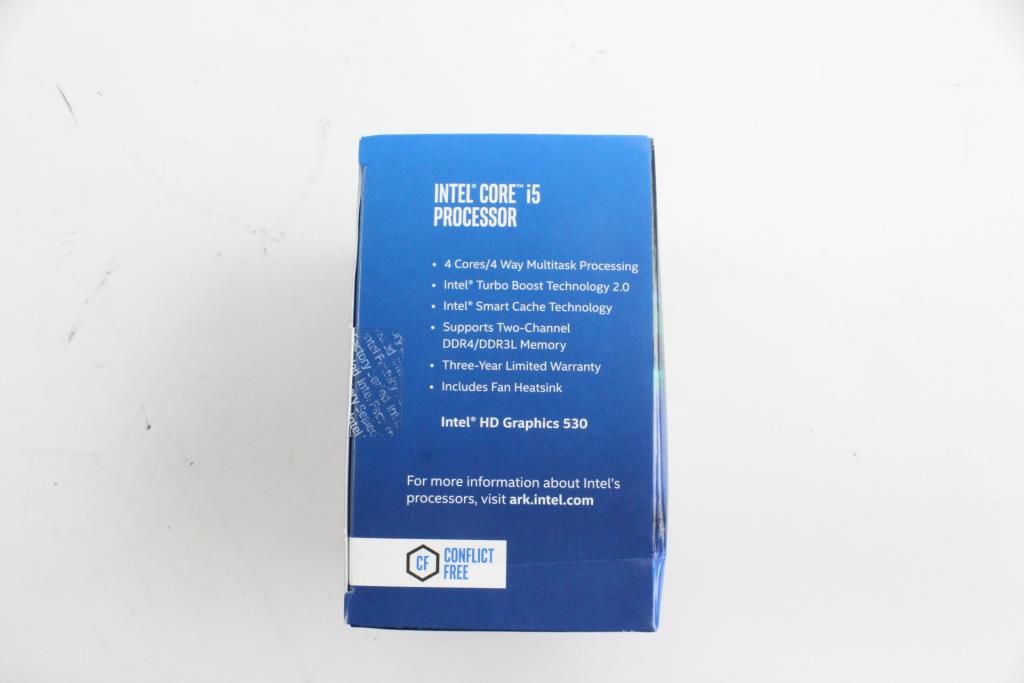 INTEL® CORE™ i5
PROCESSOR
• 4 Cores/4 Way Multitask Processing
• Intel® Turbo Boost Technology 2.0
• Intel® Smart Cache Technology
• Supports Two-Channel
DDR4/DDR3L Memory
• Three-Year Limited Warranty
• Includes Fan Heatsink
Intel® HD Graphics 530
For more information about Intel's
processors, visit ark.intel.com
CF CONFLICT
FREE